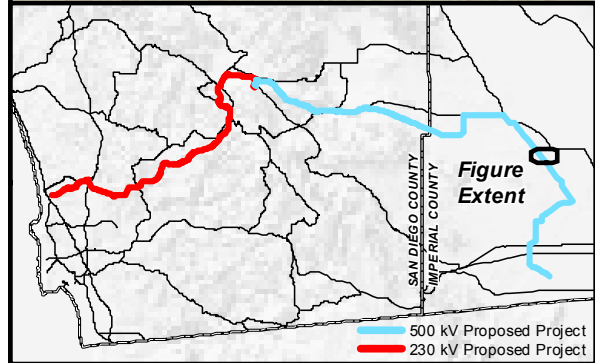 SAN DIEGO COUNTY
IMPERIAL COUNTY
Figure
Extent
500 kV Proposed Project
230 kV Proposed Project